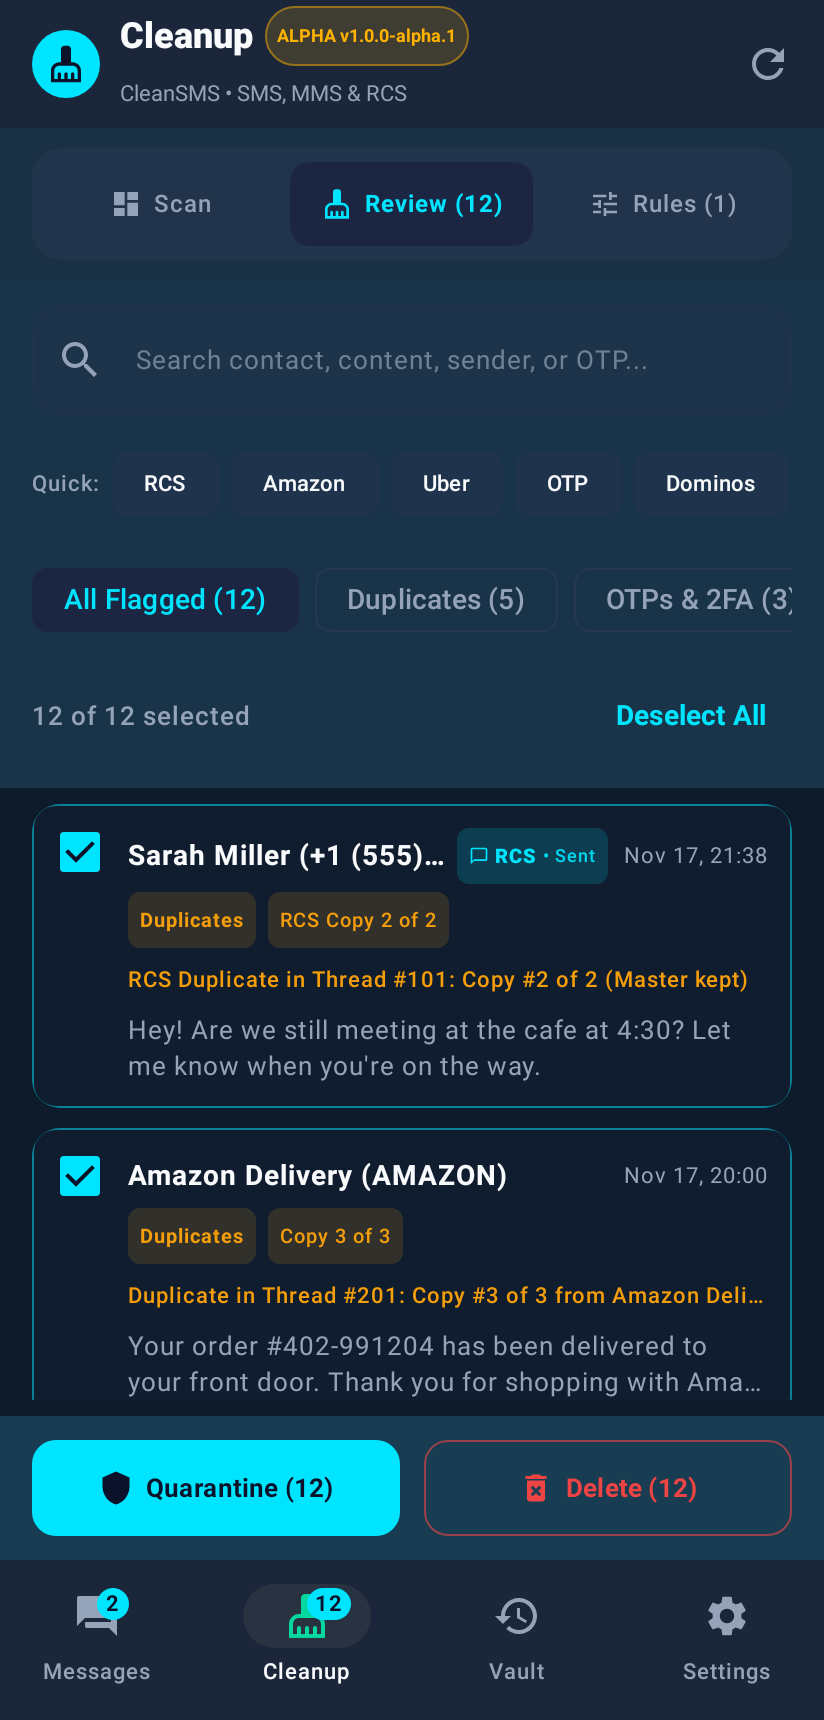 Cleanup ALPHA v1.0.0-alpha.1
CleanSMS • SMS, MMS & RCS
Scan Review (12) Rules (1)
Search contact, content, sender, or OTP...
Quick: RCS Amazon Uber OTP Dominos
All Flagged (12) Duplicates (5) OTPs & 2FA (3)
12 of 12 selected Deselect All
Sarah Miller (+1 (555)... RCS • Sent Nov 17, 21:38
Duplicates RCS Copy 2 of 2
RCS Duplicate in Thread #101: Copy #2 of 2 (Master kept)
Hey! Are we still meeting at the cafe at 4:30? Let
me know when you're on the way.
Amazon Delivery (AMAZON) Nov 17, 20:00
Duplicates Copy 3 of 3
Duplicate in Thread #201: Copy #3 of 3 from Amazon Deli...
Your order #402-991204 has been delivered to
your front door. Thank you for shopping with Ama...
Quarantine (12) Delete (12)
2 12
Messages Cleanup Vault Settings